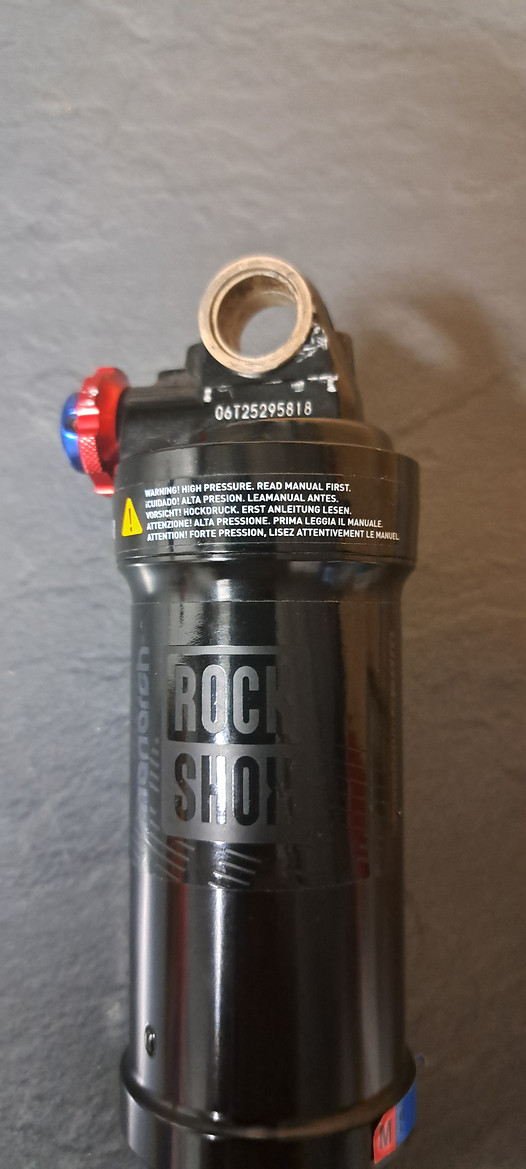 06T25295818
WARNING! HIGH PRESSURE. READ MANUAL FIRST.
¡CUIDADO! ALTA PRESION. LEAMANUAL ANTES.
VORSICHT! HOCKDRUCK. ERST ANLEITUNG LESEN.
ATTENZIONE! ALTA PRESSIONE. PRIMA LEGGIA IL MANUALE.
ATTENTION! FORTE PRESSION, LISEZ ATTENTIVEMENT LE MANUEL.
monarch
ROCK
SHOX
M